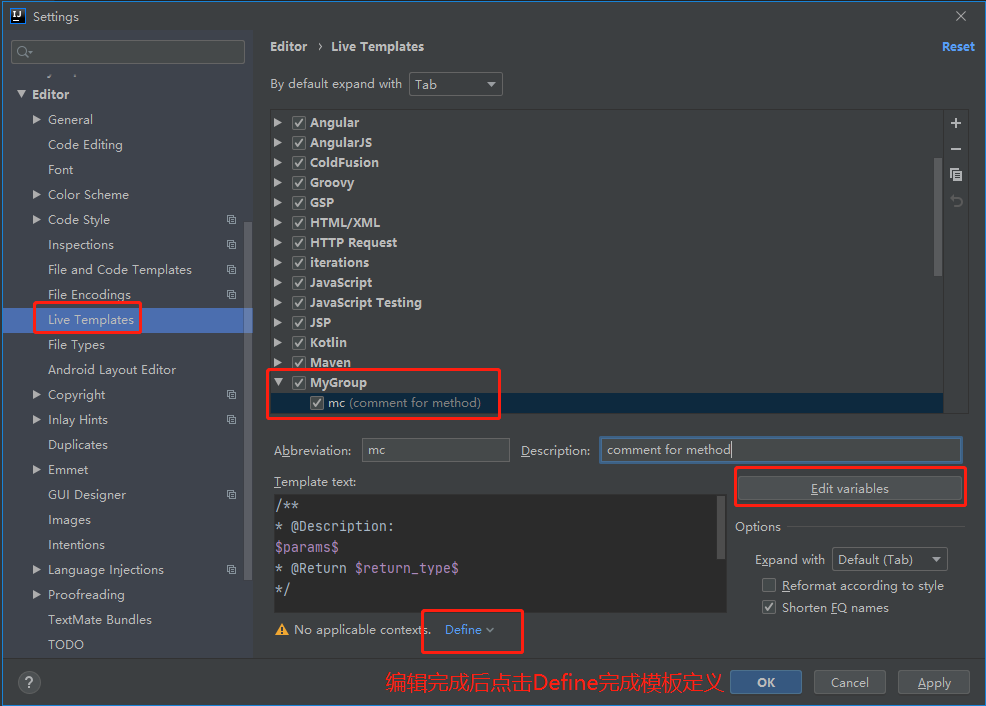 Settings
Editor › Live Templates
Reset
By default expand with Tab
Editor
General
Code Editing
Font
Color Scheme
Code Style
Inspections
File and Code Templates
File Encodings
Live Templates
File Types
Android Layout Editor
Copyright
Inlay Hints
Duplicates
Emmet
GUI Designer
Images
Intentions
Language Injections
Proofreading
TextMate Bundles
TODO
Angular
AngularJS
ColdFusion
Groovy
GSP
HTML/XML
HTTP Request
iterations
JavaScript
JavaScript Testing
JSP
Kotlin
Maven
MyGroup
mc (comment for method)
Abbreviation: mc Description: comment for method
Template text:
/**
* @Description:
$params$
* @Return $return_type$
*/
Edit variables
Options
Expand with Default (Tab)
Reformat according to style
Shorten FQ names
No applicable contexts. Define
编辑完成后点击Define完成模板定义
? OK Cancel Apply